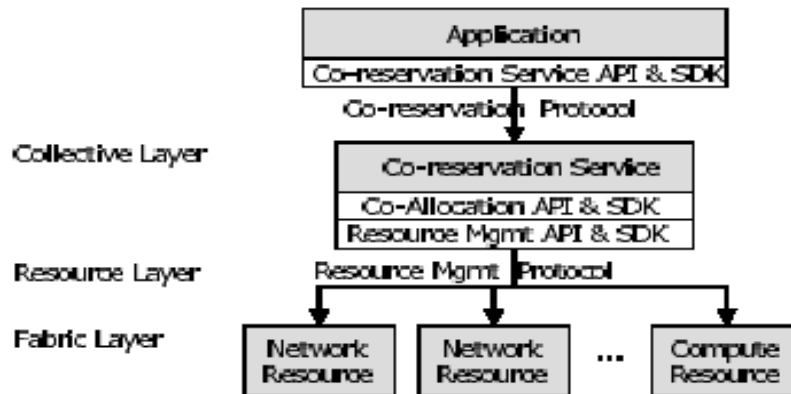 Application
Co-reservation Service API & SDK
Co-reservation Protocol
Collective Layer
Co-reservation Service
Co-Allocation API & SDK
Resource Mgmt API & SDK
Resource Layer
Resource Mgmt Protocol
Fabric Layer
Network Resource
Network Resource
...
Compute Resource